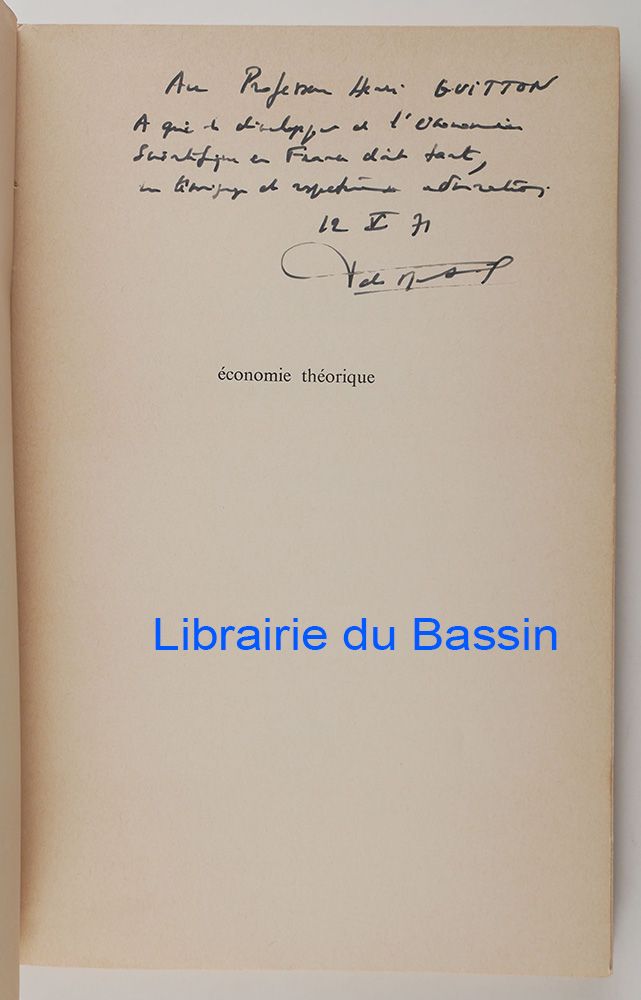 Au Professeur Henri GUITTON
A qui le développement de l'économie
Scientifique en France doit tant,
en témoignage de respectueuse admiration.
12 V 71
économie théorique
Librairie du Bassin